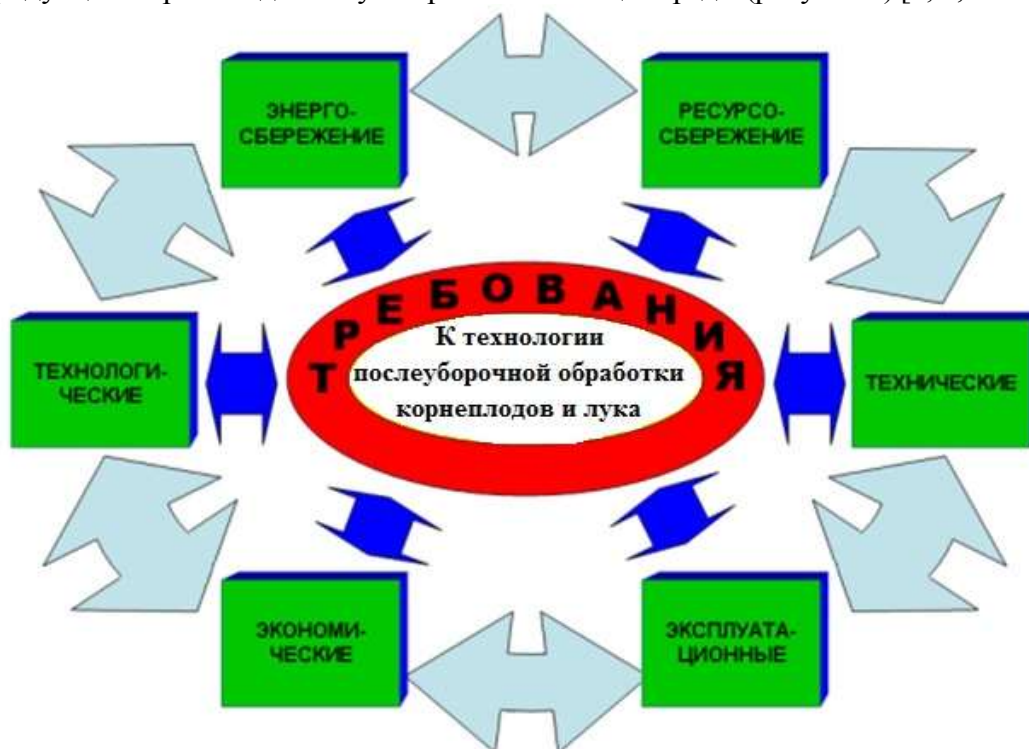 ЭНЕРГО-
СБЕРЕЖЕНИЕ
РЕСУРСО-
СБЕРЕЖЕНИЕ
ТРЕБОВАНИЯ
К технологии
послеуборочной обработки
корнеплодов и лука
ТЕХНОЛОГИ-
ЧЕСКИЕ
ТЕХНИЧЕСКИЕ
ЭКОНОМИ-
ЧЕСКИЕ
ЭКСПЛУАТА-
ЦИОННЫЕ